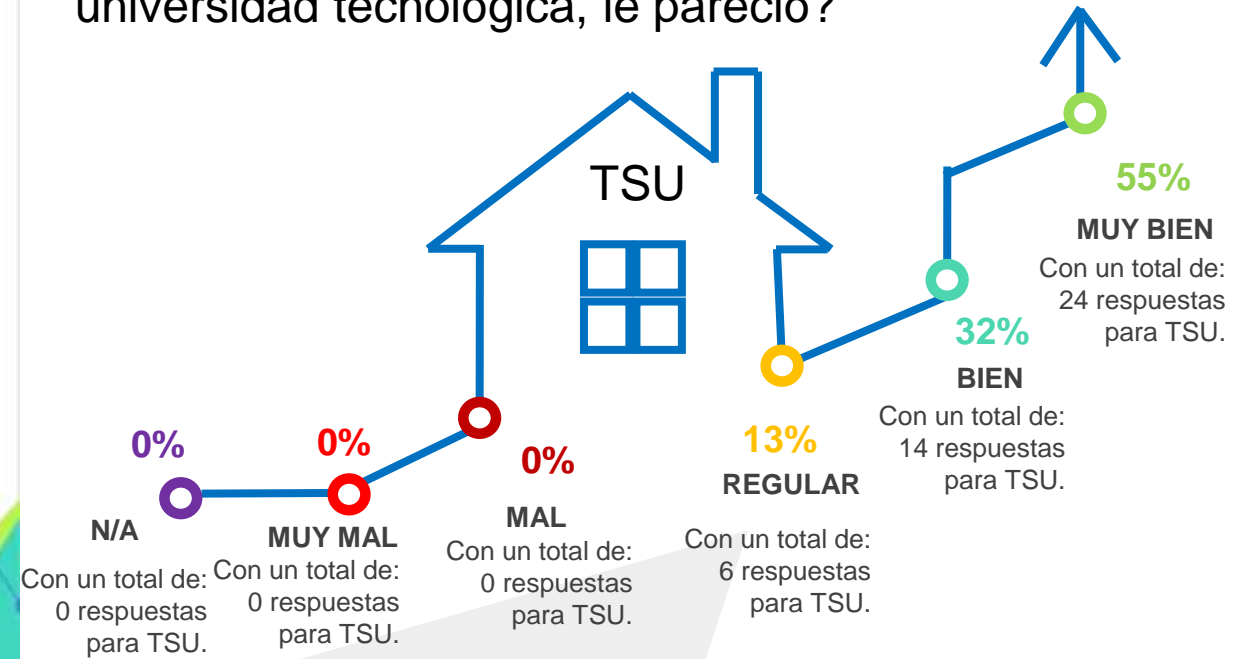 universidad tecnológica, le pareció?
TSU
55%
MUY BIEN
Con un total de:
24 respuestas
para TSU.
32%
BIEN
Con un total de:
14 respuestas
para TSU.
13%
REGULAR
Con un total de:
6 respuestas
para TSU.
0%
MAL
Con un total de:
0 respuestas
para TSU.
0%
MUY MAL
Con un total de:
0 respuestas
para TSU.
0%
N/A
Con un total de:
0 respuestas
para TSU.